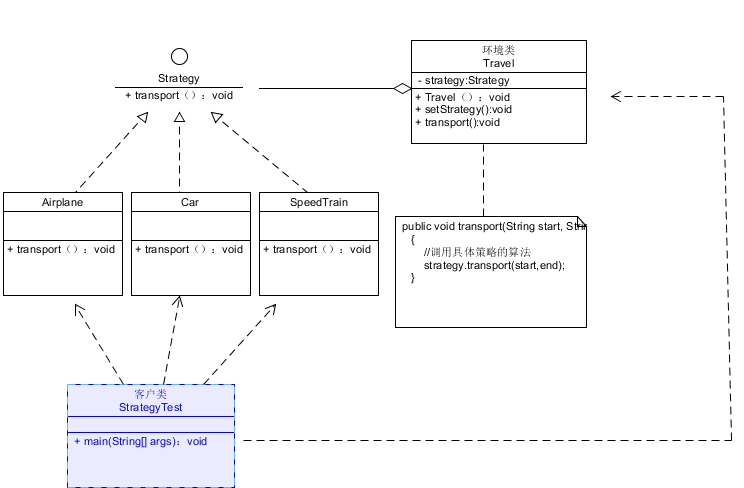 Strategy
+ transport（）：void
环境类
Travel
- strategy:Strategy
+ Travel（）：void
+ setStrategy():void
+ transport():void
Airplane
+ transport（）：void
Car
+ transport（）：void
SpeedTrain
+ transport（）：void
public void transport(String start, Stri
{
//调用具体策略的算法
strategy.transport(start,end);
}
客户类
StrategyTest
+ main(String[] args)：void